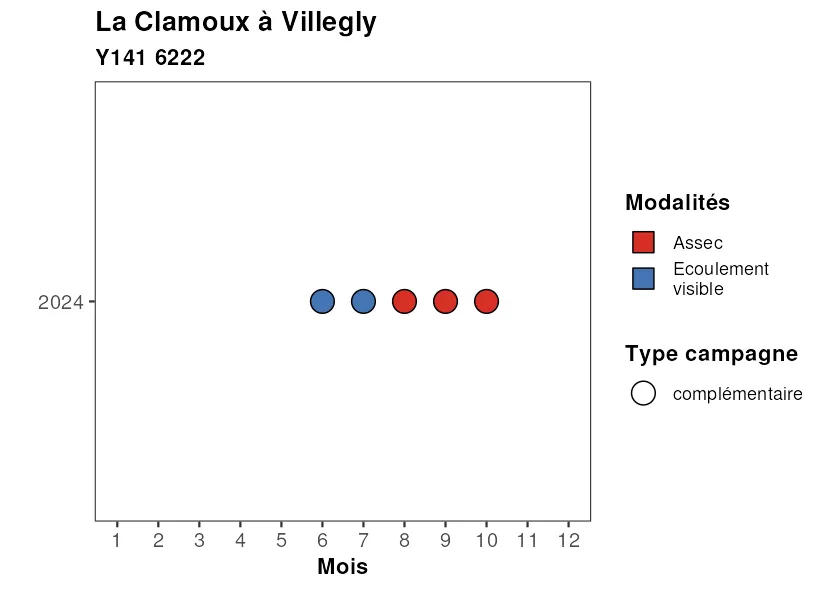 La Clamoux à Villegly
Y141 6222
2024
1 2 3 4 5 6 7 8 9 10 11 12
Mois
Modalités
Assec
Ecoulement
visible
Type campagne
complémentaire